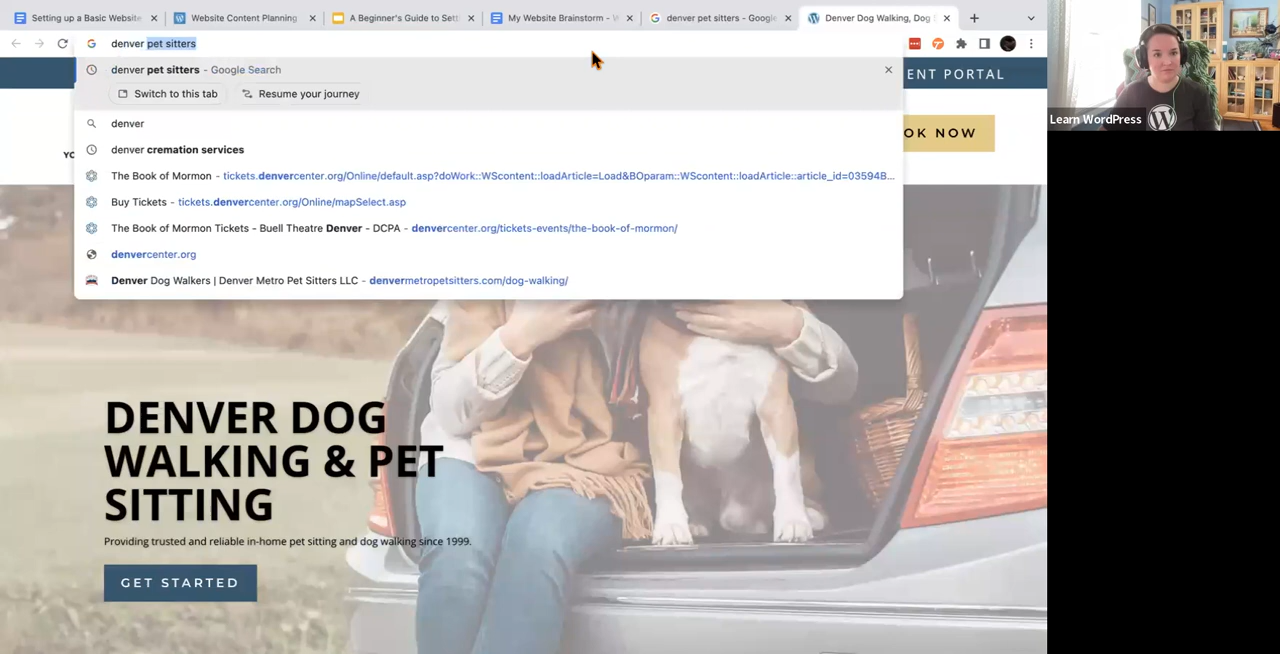 Setting up a Basic Website
Website Content Planning
A Beginner's Guide to Sett
My Website Brainstorm - W
denver pet sitters - Google
Denver Dog Walking, Dog
denver pet sitters
denver pet sitters - Google Search
Switch to this tab
Resume your journey
denver
denver cremation services
The Book of Mormon - tickets.denvercenter.org/Online/default.asp?doWork::WScontent::loadArticle=Load&BOparam::WScontent::loadArticle::article_id=03594B...
Buy Tickets - tickets.denvercenter.org/Online/mapSelect.asp
The Book of Mormon Tickets - Buell Theatre Denver - DCPA - denvercenter.org/tickets-events/the-book-of-mormon/
denvercenter.org
Denver Dog Walkers | Denver Metro Pet Sitters LLC - denvermetropetsitters.com/dog-walking/
ENT PORTAL
OK NOW
YO
DENVER DOG
WALKING & PET
SITTING
Providing trusted and reliable in-home pet sitting and dog walking since 1999.
GET STARTED
Learn WordPress